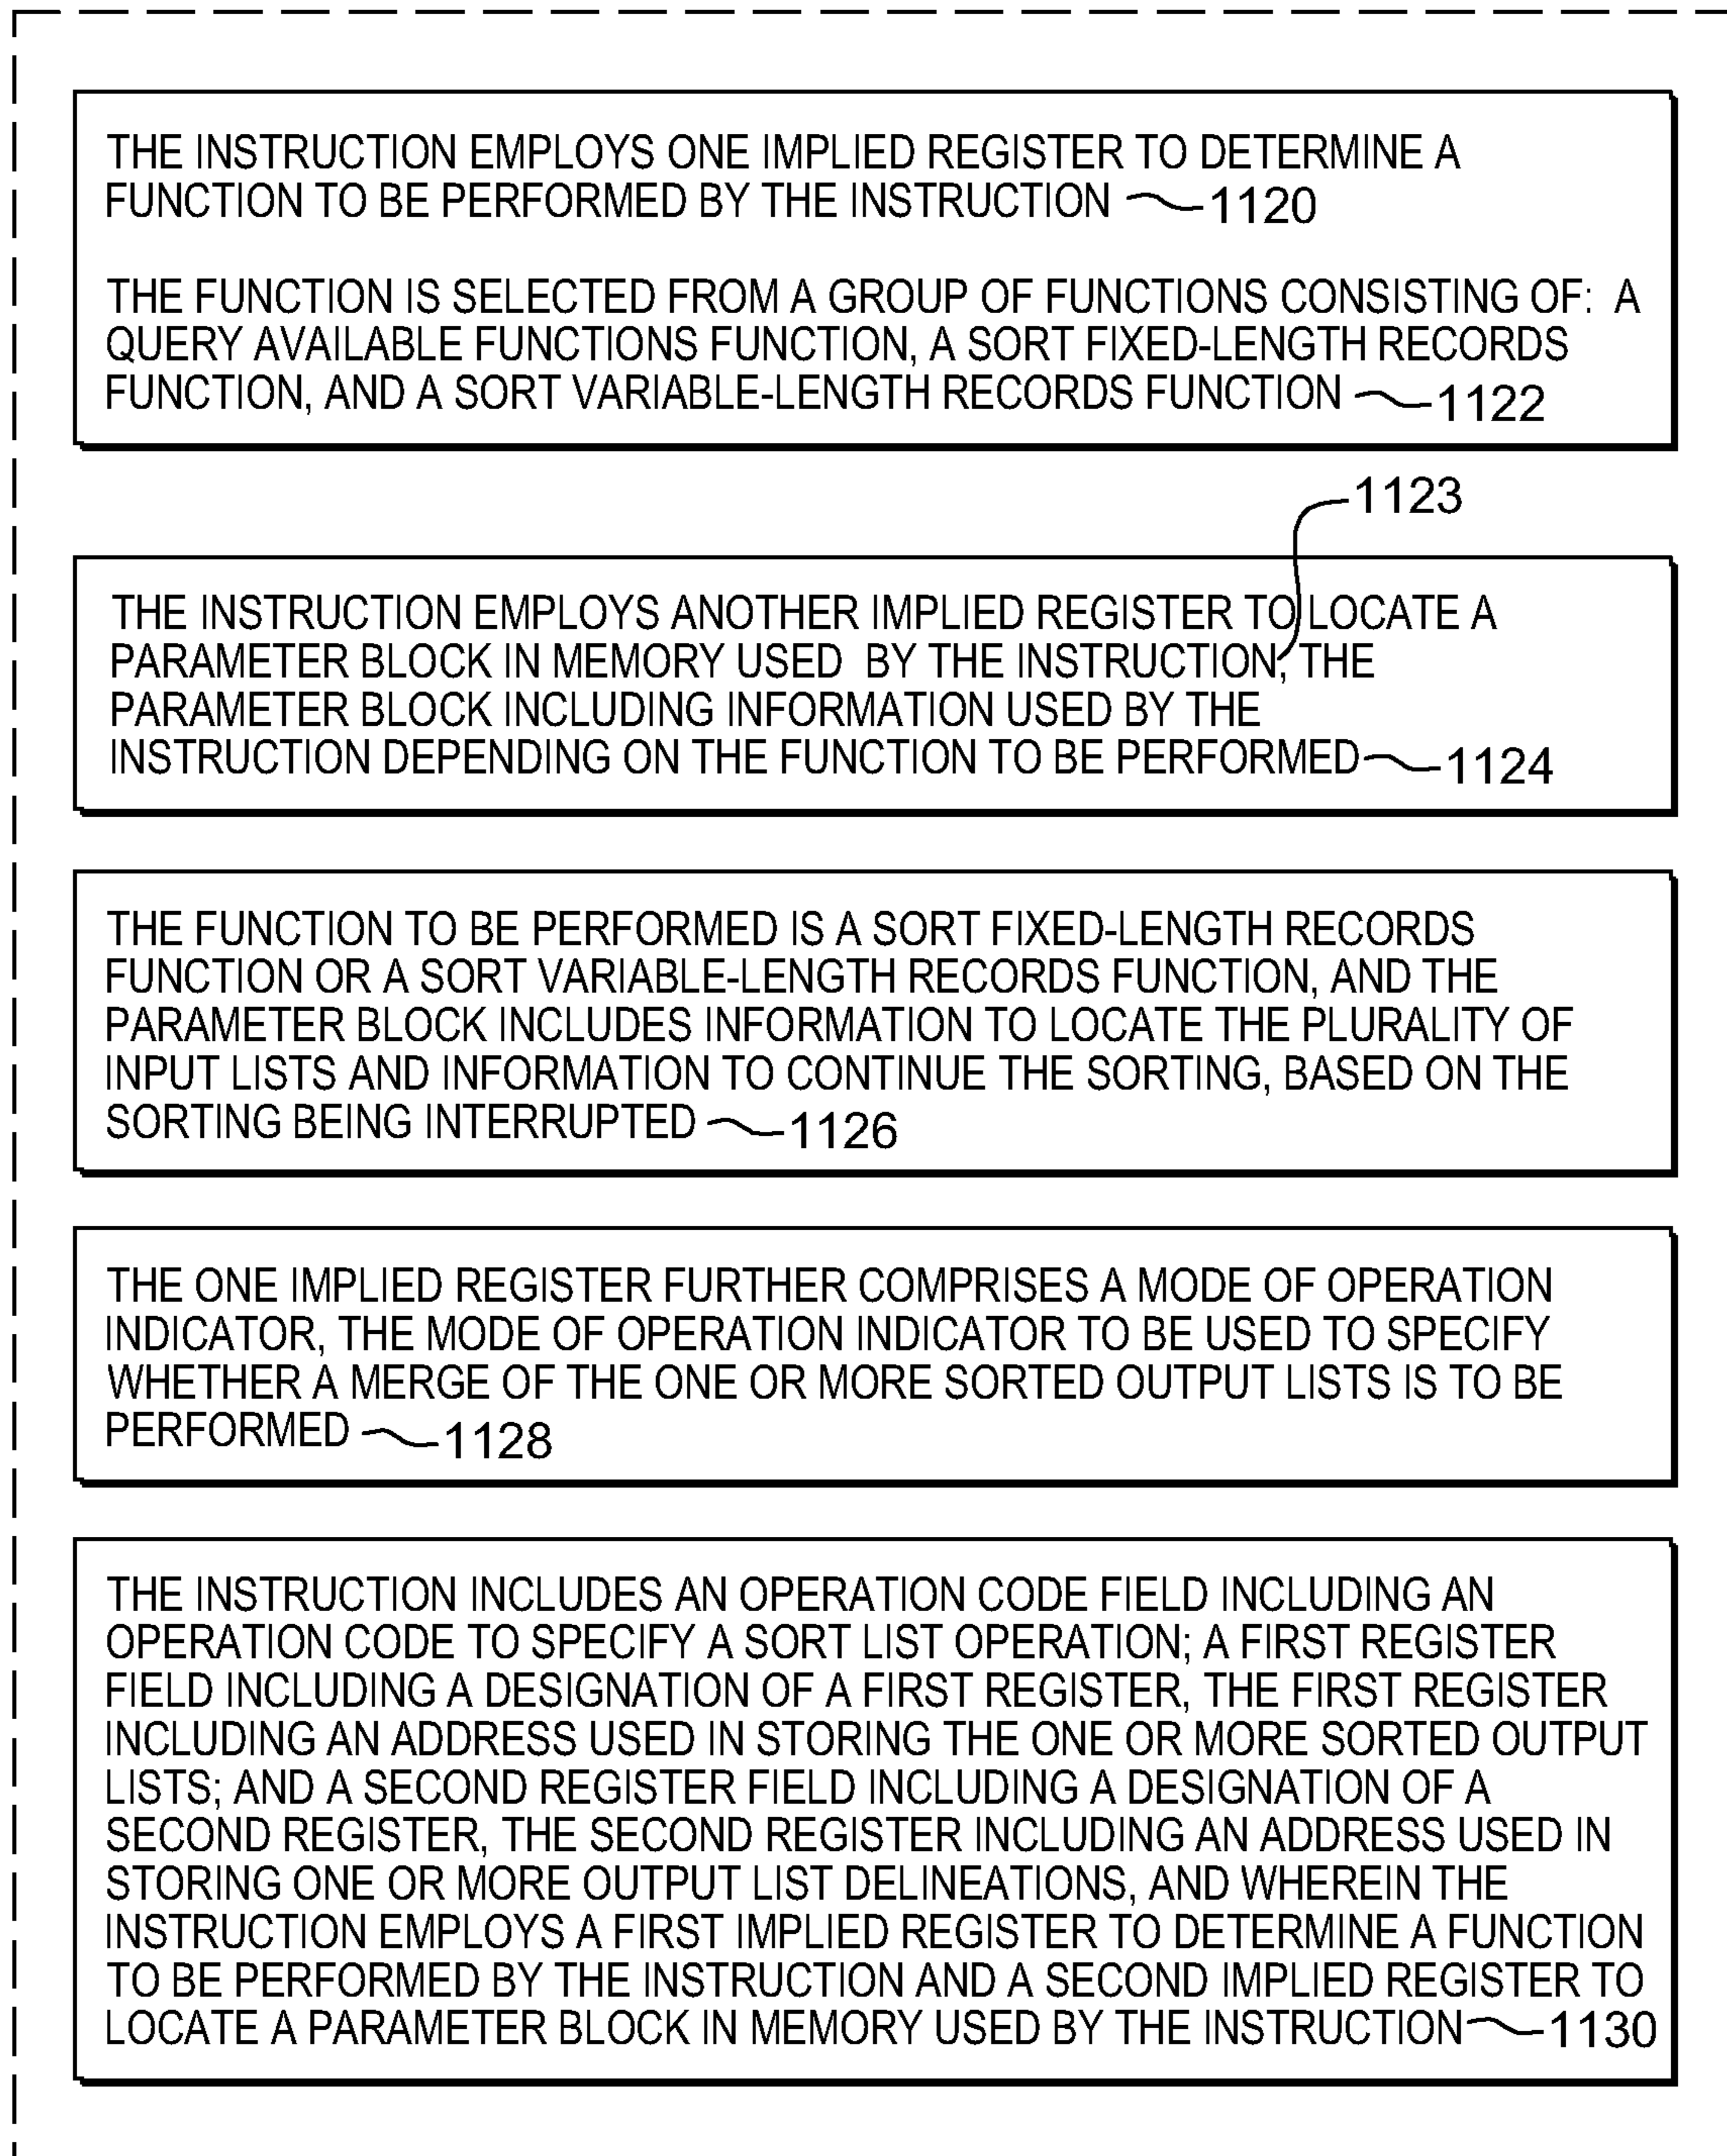 THE INSTRUCTION EMPLOYS ONE IMPLIED REGISTER TO DETERMINE A
FUNCTION TO BE PERFORMED BY THE INSTRUCTION 1120
THE FUNCTION IS SELECTED FROM A GROUP OF FUNCTIONS CONSISTING OF: A
QUERY AVAILABLE FUNCTIONS FUNCTION, A SORT FIXED-LENGTH RECORDS
FUNCTION, AND A SORT VARIABLE-LENGTH RECORDS FUNCTION 1122
1123
THE INSTRUCTION EMPLOYS ANOTHER IMPLIED REGISTER TO LOCATE A
PARAMETER BLOCK IN MEMORY USED BY THE INSTRUCTION, THE
PARAMETER BLOCK INCLUDING INFORMATION USED BY THE
INSTRUCTION DEPENDING ON THE FUNCTION TO BE PERFORMED 1124
THE FUNCTION TO BE PERFORMED IS A SORT FIXED-LENGTH RECORDS
FUNCTION OR A SORT VARIABLE-LENGTH RECORDS FUNCTION, AND THE
PARAMETER BLOCK INCLUDES INFORMATION TO LOCATE THE PLURALITY OF
INPUT LISTS AND INFORMATION TO CONTINUE THE SORTING, BASED ON THE
SORTING BEING INTERRUPTED 1126
THE ONE IMPLIED REGISTER FURTHER COMPRISES A MODE OF OPERATION
INDICATOR, THE MODE OF OPERATION INDICATOR TO BE USED TO SPECIFY
WHETHER A MERGE OF THE ONE OR MORE SORTED OUTPUT LISTS IS TO BE
PERFORMED 1128
THE INSTRUCTION INCLUDES AN OPERATION CODE FIELD INCLUDING AN
OPERATION CODE TO SPECIFY A SORT LIST OPERATION; A FIRST REGISTER
FIELD INCLUDING A DESIGNATION OF A FIRST REGISTER, THE FIRST REGISTER
INCLUDING AN ADDRESS USED IN STORING THE ONE OR MORE SORTED OUTPUT
LISTS; AND A SECOND REGISTER FIELD INCLUDING A DESIGNATION OF A
SECOND REGISTER, THE SECOND REGISTER INCLUDING AN ADDRESS USED IN
STORING ONE OR MORE OUTPUT LIST DELINEATIONS, AND WHEREIN THE
INSTRUCTION EMPLOYS A FIRST IMPLIED REGISTER TO DETERMINE A FUNCTION
TO BE PERFORMED BY THE INSTRUCTION AND A SECOND IMPLIED REGISTER TO
LOCATE A PARAMETER BLOCK IN MEMORY USED BY THE INSTRUCTION 1130